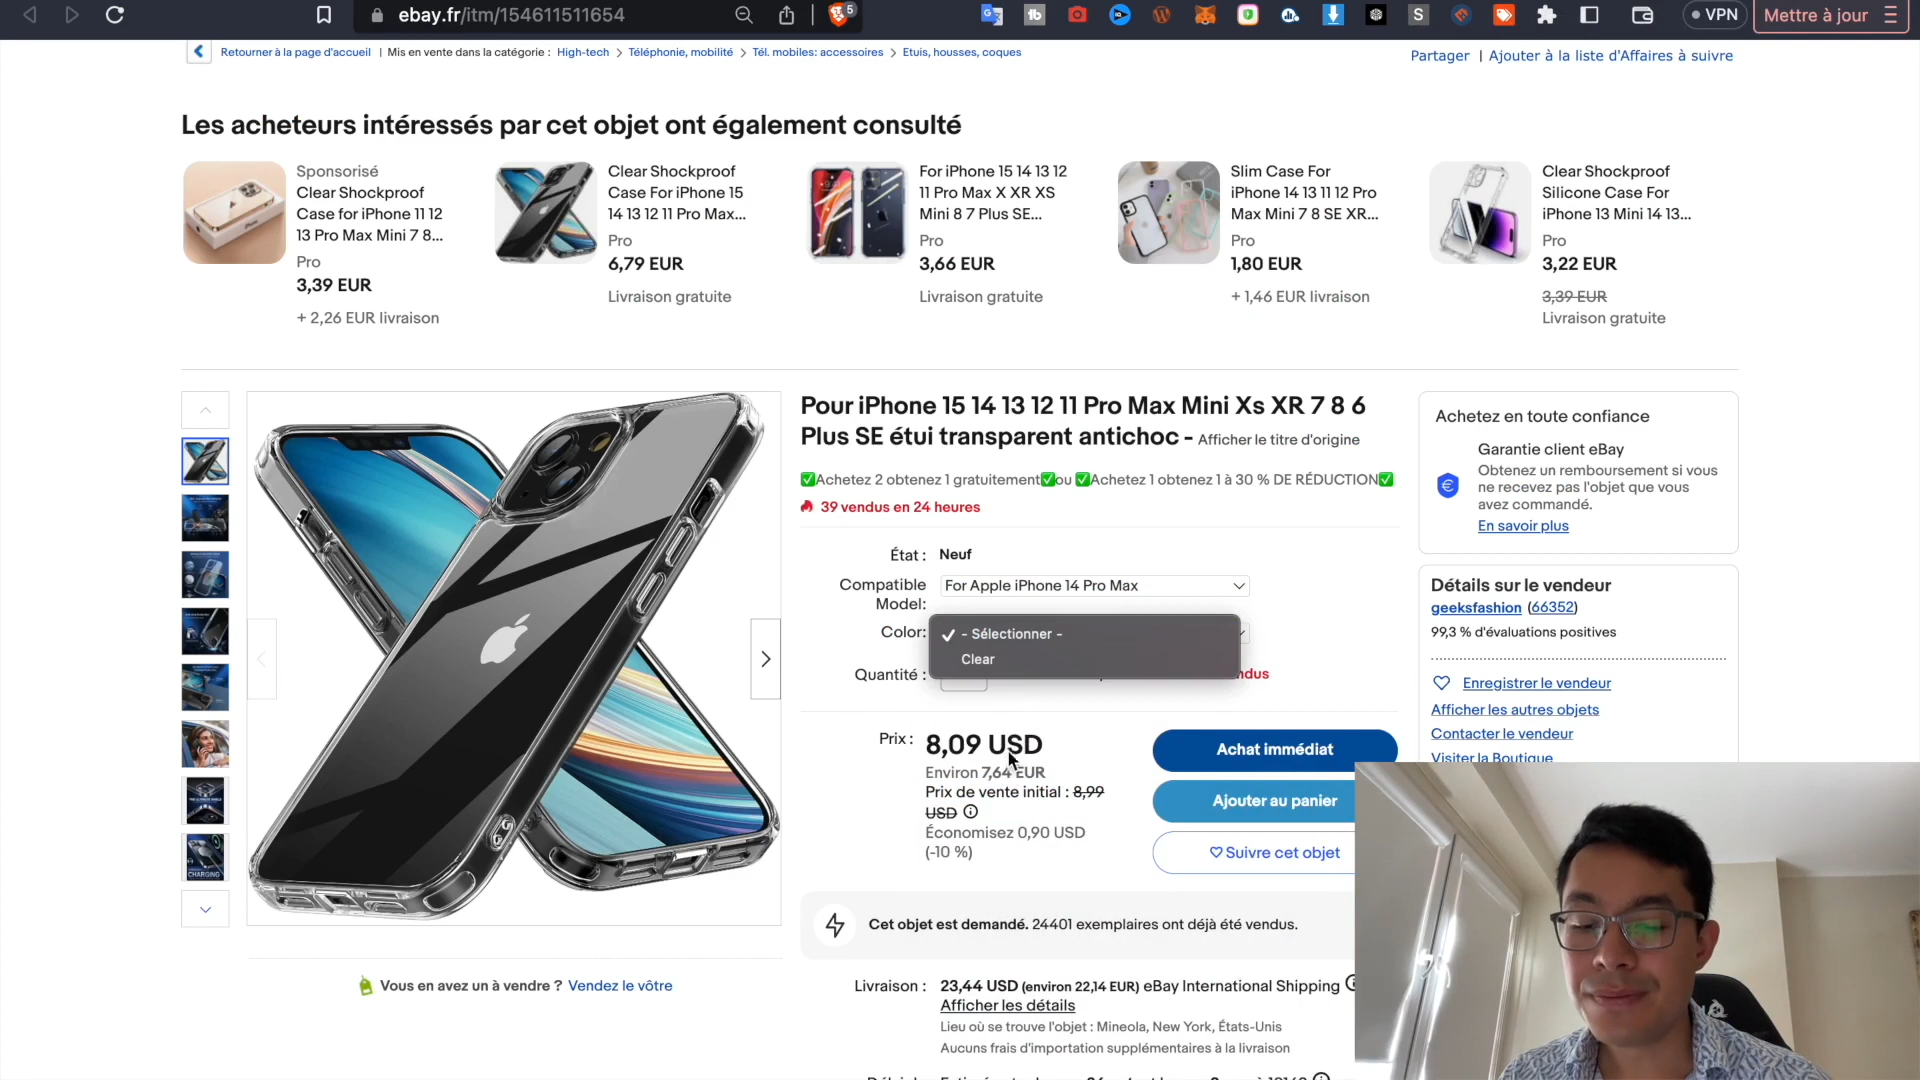 ebay.fr/itm/154611511654
5
VPN
Mettre à jour
Retourner à la page d'accueil | Mis en vente dans la catégorie : High-tech > Téléphonie, mobilité > Tél. mobiles: accessoires > Etuis, housses, coques
Partager | Ajouter à la liste d'Affaires à suivre
Les acheteurs intéressés par cet objet ont également consulté
Sponsorisé
Clear Shockproof
Case for iPhone 11 12
13 Pro Max Mini 7 8...
Pro
3,39 EUR
+ 2,26 EUR livraison
Clear Shockproof
Case For iPhone 15
14 13 12 11 Pro Max...
Pro
6,79 EUR
Livraison gratuite
For iPhone 15 14 13 12
11 Pro Max X XR XS
Mini 8 7 Plus SE...
Pro
3,66 EUR
Livraison gratuite
Slim Case For
iPhone 14 13 11 12 Pro
Max Mini 7 8 SE XR...
Pro
1,80 EUR
+ 1,46 EUR livraison
Clear Shockproof
Silicone Case For
iPhone 13 Mini 14 13...
Pro
3,22 EUR
3,39 EUR
Livraison gratuite
Pour iPhone 15 14 13 12 11 Pro Max Mini Xs XR 7 8 6
Plus SE étui transparent antichoc - Afficher le titre d'origine
✅Achetez 2 obtenez 1 gratuitement✅ou ✅Achetez 1 obtenez 1 à 30 % DE RÉDUCTION✅
39 vendus en 24 heures
État : Neuf
Compatible
Model:
For Apple iPhone 14 Pro Max
Color:
✓ - Sélectionner -
Clear
Quantité :
ndus
Prix : 8,09 USD
Environ 7,64 EUR
Prix de vente initial : 8,99
USD
Économisez 0,90 USD
(-10 %)
Achat immédiat
Ajouter au panier
Suivre cet objet
Cet objet est demandé. 24401 exemplaires ont déjà été vendus.
Livraison : 23,44 USD (environ 22,14 EUR) eBay International Shipping
Afficher les détails
Lieu où se trouve l'objet : Mineola, New York, États-Unis
Aucuns frais d'importation supplémentaires à la livraison
Achetez en toute confiance
Garantie client eBay
Obtenez un remboursement si vous
ne recevez pas l'objet que vous
avez commandé.
En savoir plus
Détails sur le vendeur
geeksfashion (66352)
99,3 % d'évaluations positives
Enregistrer le vendeur
Afficher les autres objets
Contacter le vendeur
Visiter la Boutique
CHARGING
Vous en avez un à vendre ? Vendez le vôtre